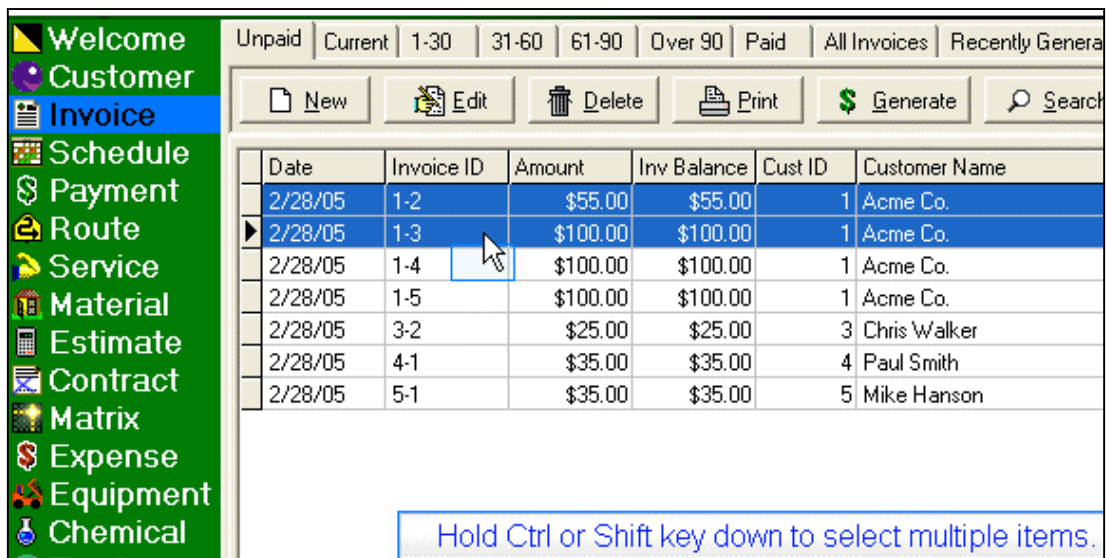 Welcome
Customer
Invoice
Schedule
Payment
Route
Service
Material
Estimate
Contract
Matrix
Expense
Equipment
Chemical
Unpaid Current 1-30 31-60 61-90 Over 90 Paid All Invoices Recently Genera
New Edit Delete Print $ Generate Search
Date Invoice ID Amount Inv Balance Cust ID Customer Name
2/28/05 1-2 $55.00 $55.00 1 Acme Co.
2/28/05 1-3 $100.00 $100.00 1 Acme Co.
2/28/05 1-4 $100.00 $100.00 1 Acme Co.
2/28/05 1-5 $100.00 $100.00 1 Acme Co.
2/28/05 3-2 $25.00 $25.00 3 Chris Walker
2/28/05 4-1 $35.00 $35.00 4 Paul Smith
2/28/05 5-1 $35.00 $35.00 5 Mike Hanson
Hold Ctrl or Shift key down to select multiple items.